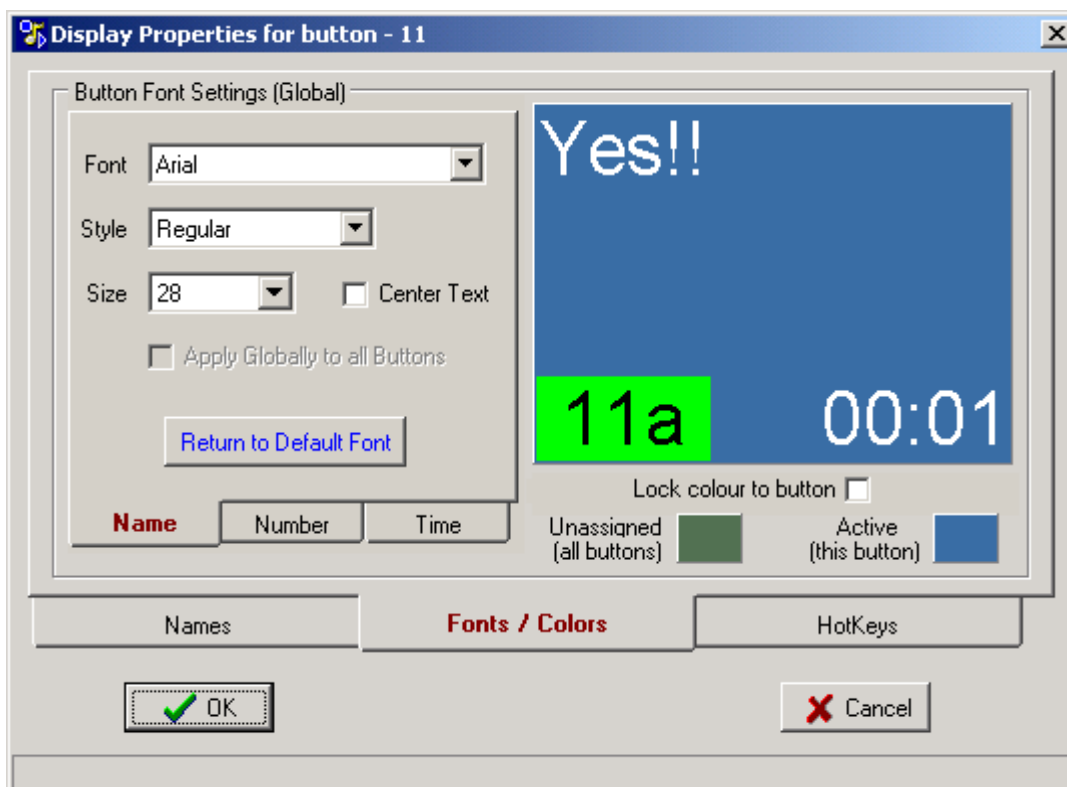 Display Properties for button - 11
Button Font Settings (Global)
Font Arial
Style Regular
Size 28 Center Text
Apply Globally to all Buttons
Return to Default Font
Name Number Time
Yes!!
11a 00:01
Lock colour to button
Unassigned
(all buttons)
Active
(this button)
Names Fonts / Colors HotKeys
OK Cancel